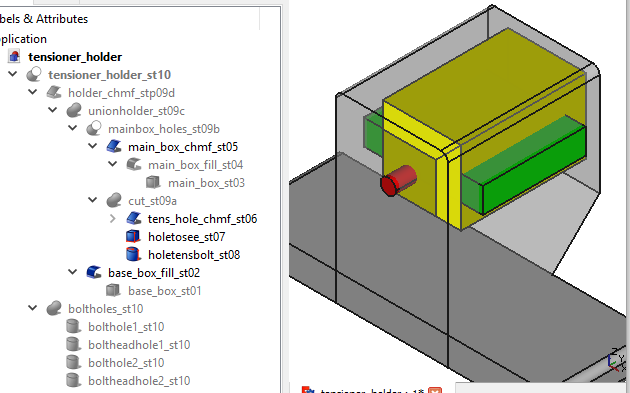 bels & Attributes
pplication
tensioner_holder
tensioner_holder_st10
holder_chmf_stp09d
unionholder_st09c
mainbox_holes_st09b
main_box_chmf_st05
main_box_fill_st04
main_box_st03
cut_st09a
tens_hole_chmf_st06
holetosee_st07
holetensbolt_st08
base_box_fill_st02
base_box_st01
boltholes_st10
bolthole1_st10
boltheadhole1_st10
bolthole2_st10
boltheadhole2_st10
Z
Y
X
tensioner_holder : 1*